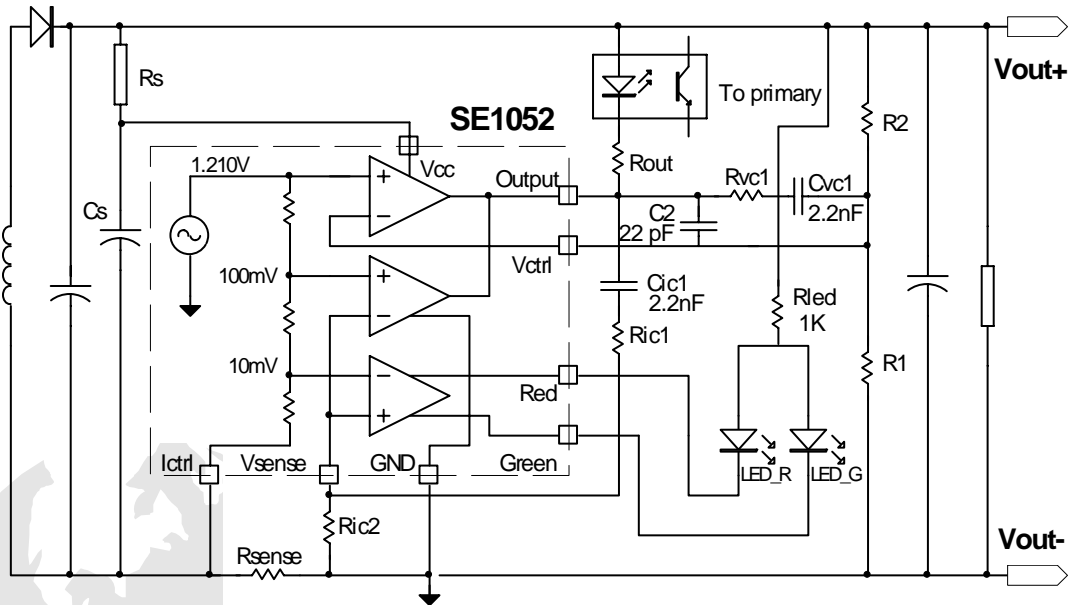 Vout+
Rs
To primary
SE1052
R2
Vcc
1.210V
Output
Rout
Rvc1
Cvc1
2.2nF
Cs
C2
22 pF
Vctrl
100mV
Cic1
2.2nF
Rled
1K
Ric1
10mV
Red
R1
Ictrl
Vsense
GND
Green
LED_R
LED_G
Ric2
Rsense
Vout-